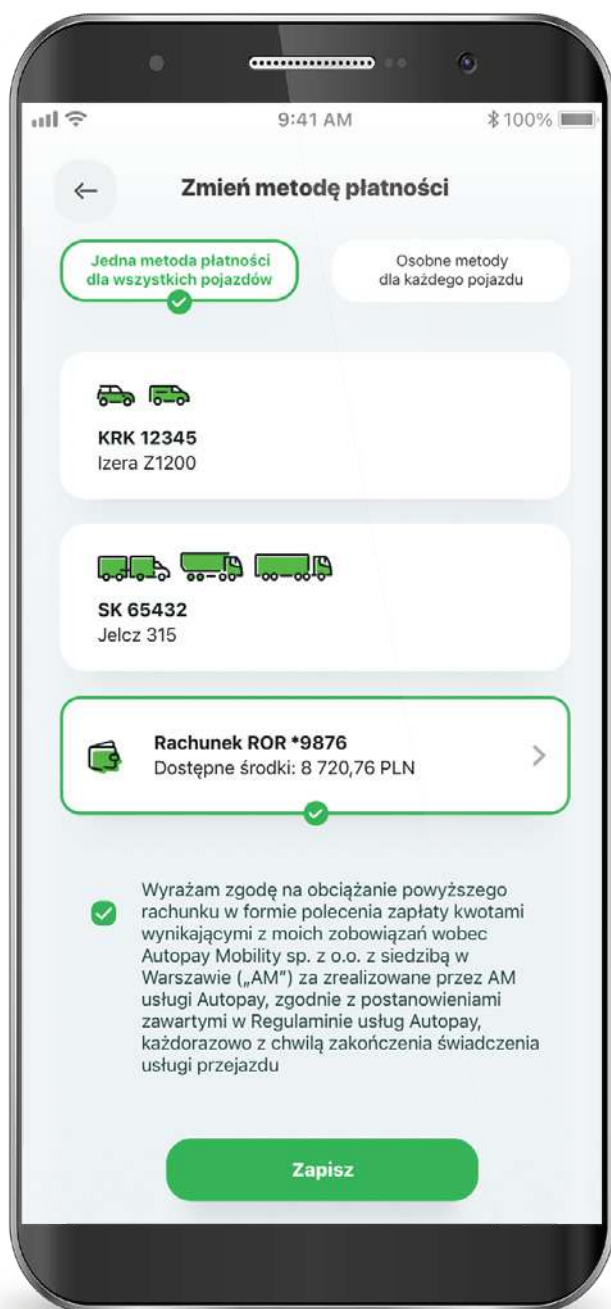 9:41 AM
100%
Zmień metodę płatności
Jedna metoda płatności
dla wszystkich pojazdów
Osobne metody
dla każdego pojazdu
KRK 12345
Izera Z1200
SK 65432
Jelcz 315
Rachunek ROR *9876
Dostępne środki: 8 720,76 PLN
Wyrażam zgodę na obciążanie powyższego
rachunku w formie polecenia zapłaty kwotami
wynikającymi z moich zobowiązań wobec
Autopay Mobility sp. z o.o. z siedzibą w
Warszawie („AM”) za zrealizowane przez AM
usługi Autopay, zgodnie z postanowieniami
zawartymi w Regulaminie usług Autopay,
każdorazowo z chwilą zakończenia świadczenia
usługi przejazdu
Zapisz